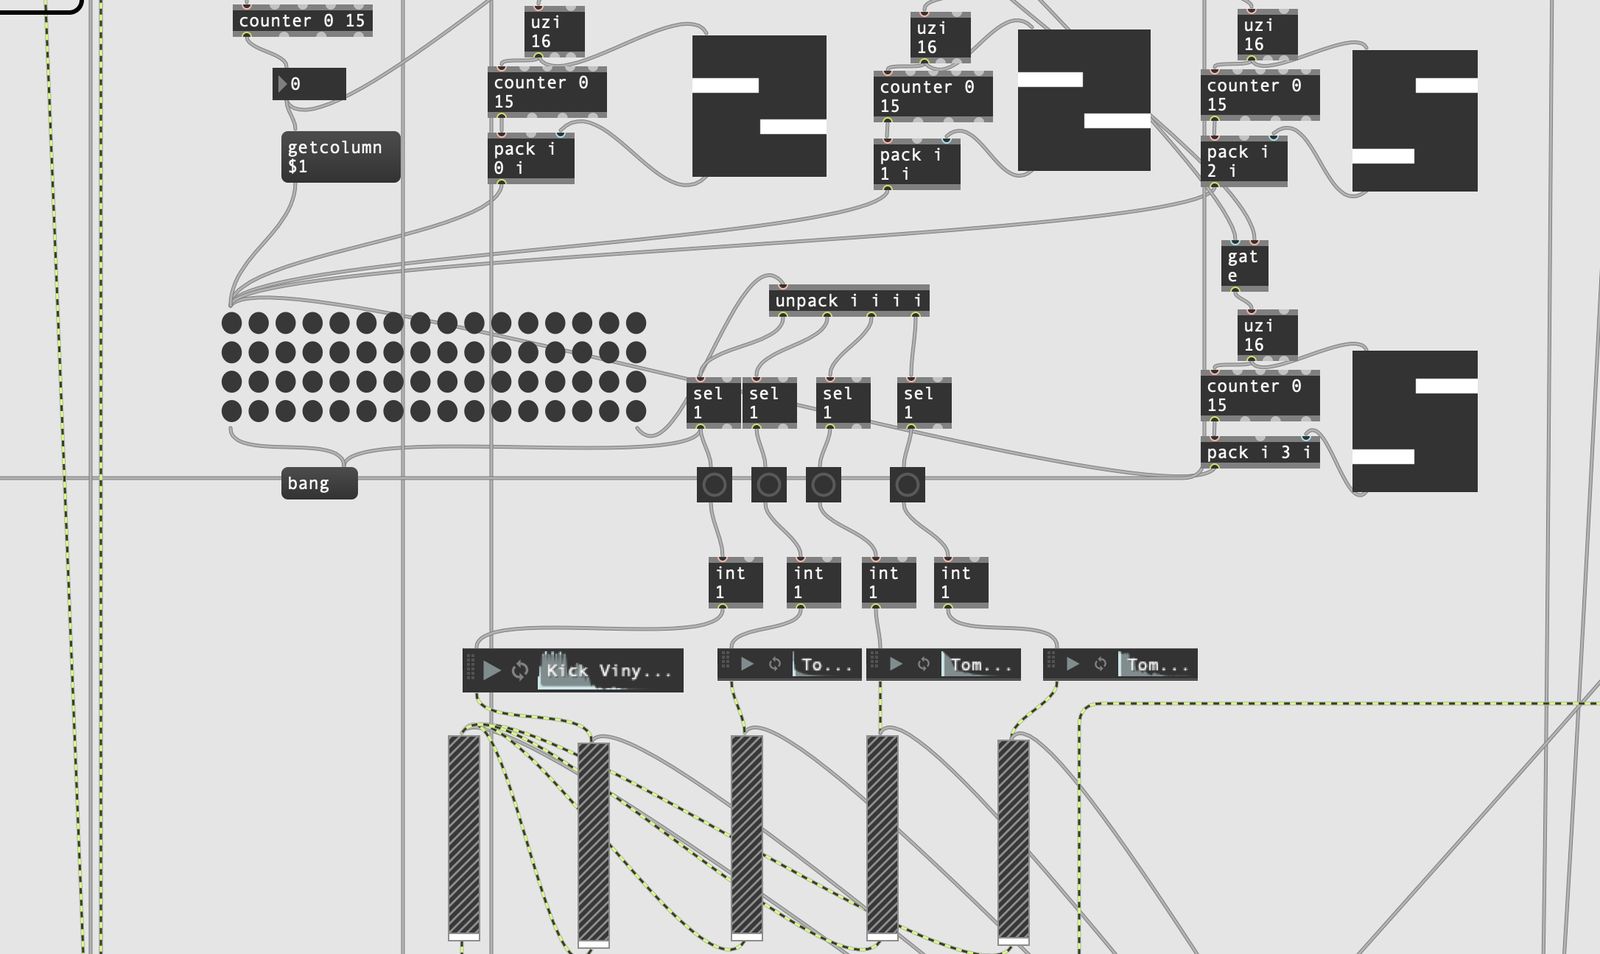 counter 0 15
0
getcolumn
$1
uzi
16
counter 0
15
pack i
0 i
uzi
16
counter 0
15
pack i
1 i
uzi
16
counter 0
15
pack i
2 i
gat
e
uzi
16
counter 0
15
pack i 3 i
unpack i i i i
sel
1
sel
1
sel
1
sel
1
bang
int
1
int
1
int
1
int
1
Kick Viny...
To...
Tom...
Tom...